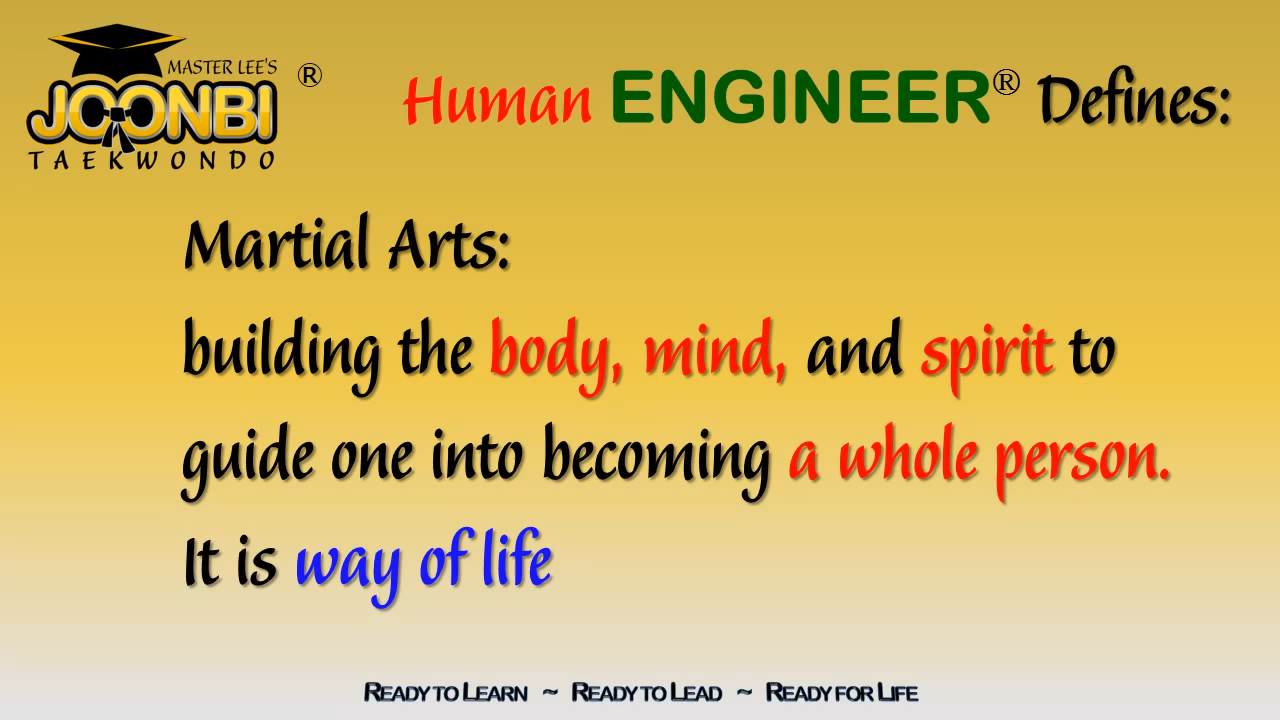 MASTER LEE'S
JOONBI ®
TAEKWONDO
Human ENGINEER® Defines:
Martial Arts:
building the body, mind, and spirit to
guide one into becoming a whole person.
It is way of life
READY TO LEARN ~ READY TO LEAD ~ READY FOR LIFE